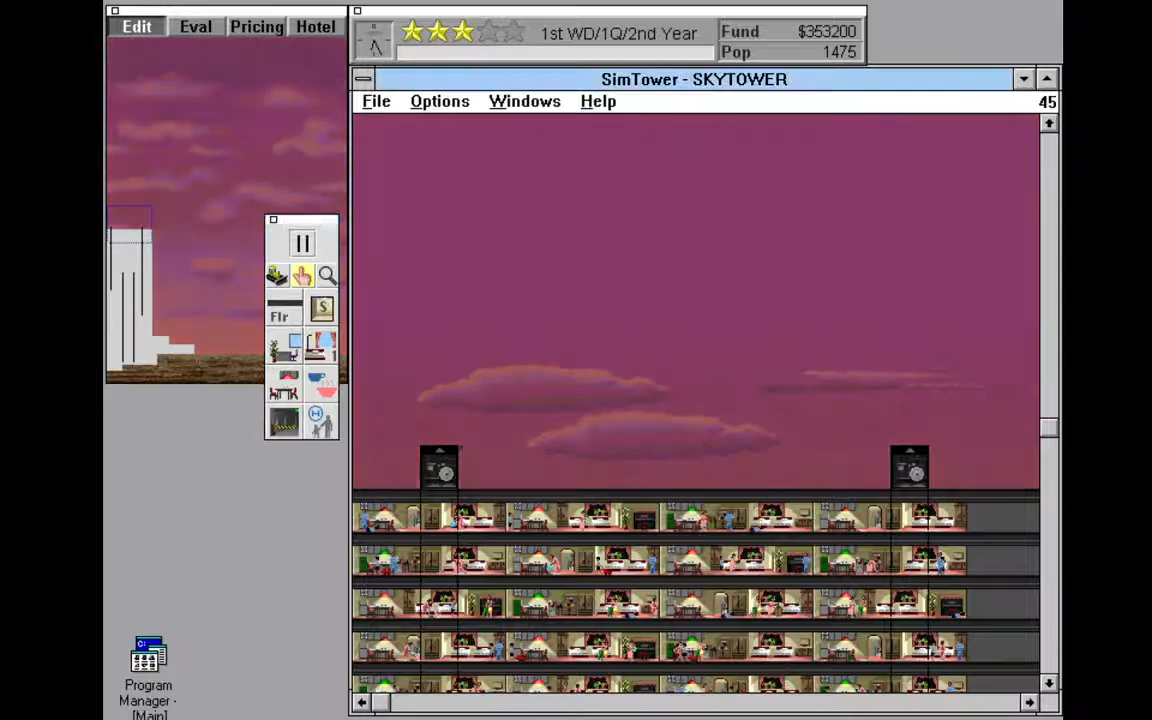 Edit Eval Pricing Hotel
1st WD/1Q/2nd Year
Fund $353200
Pop 1475
SimTower - SKYTOWER
File Options Windows Help 45
Flr S
1
H
Program
Manager -
[Main]